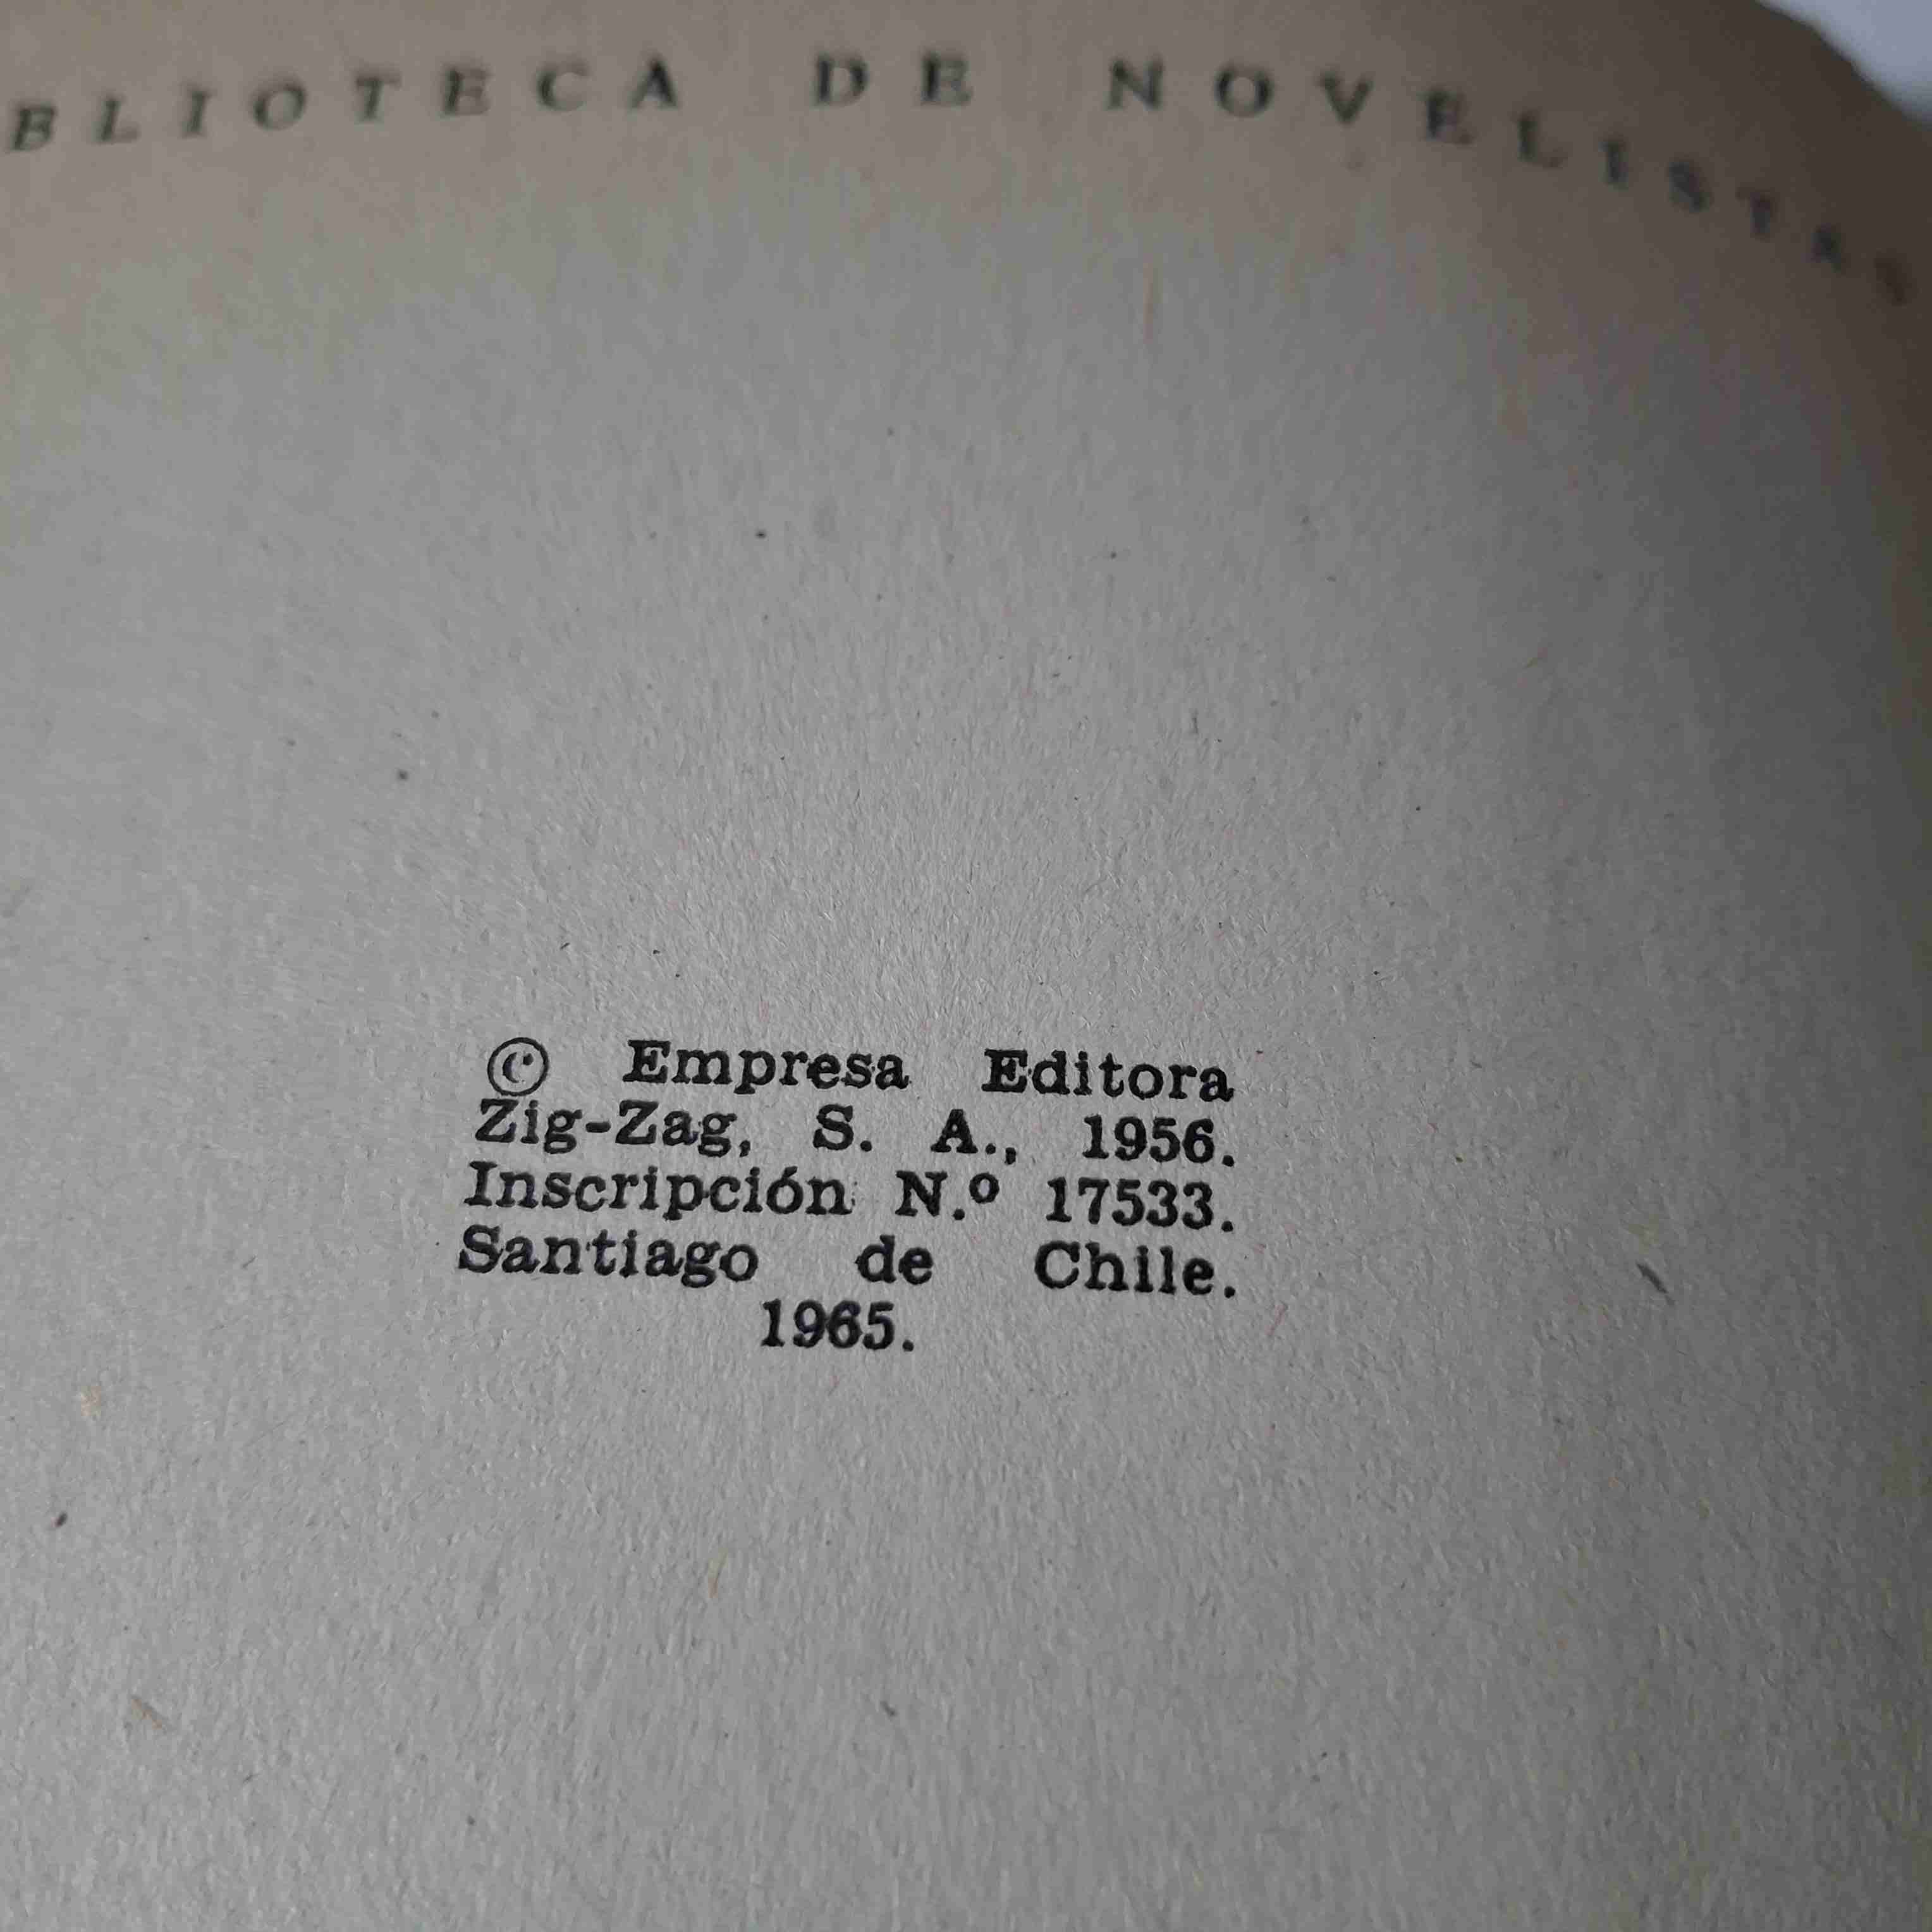 BLIOTECA DE NOVELISTAS
© Empresa Editora
Zig-Zag, S. A., 1956.
Inscripción N.º 17533.
Santiago de Chile.
1965.